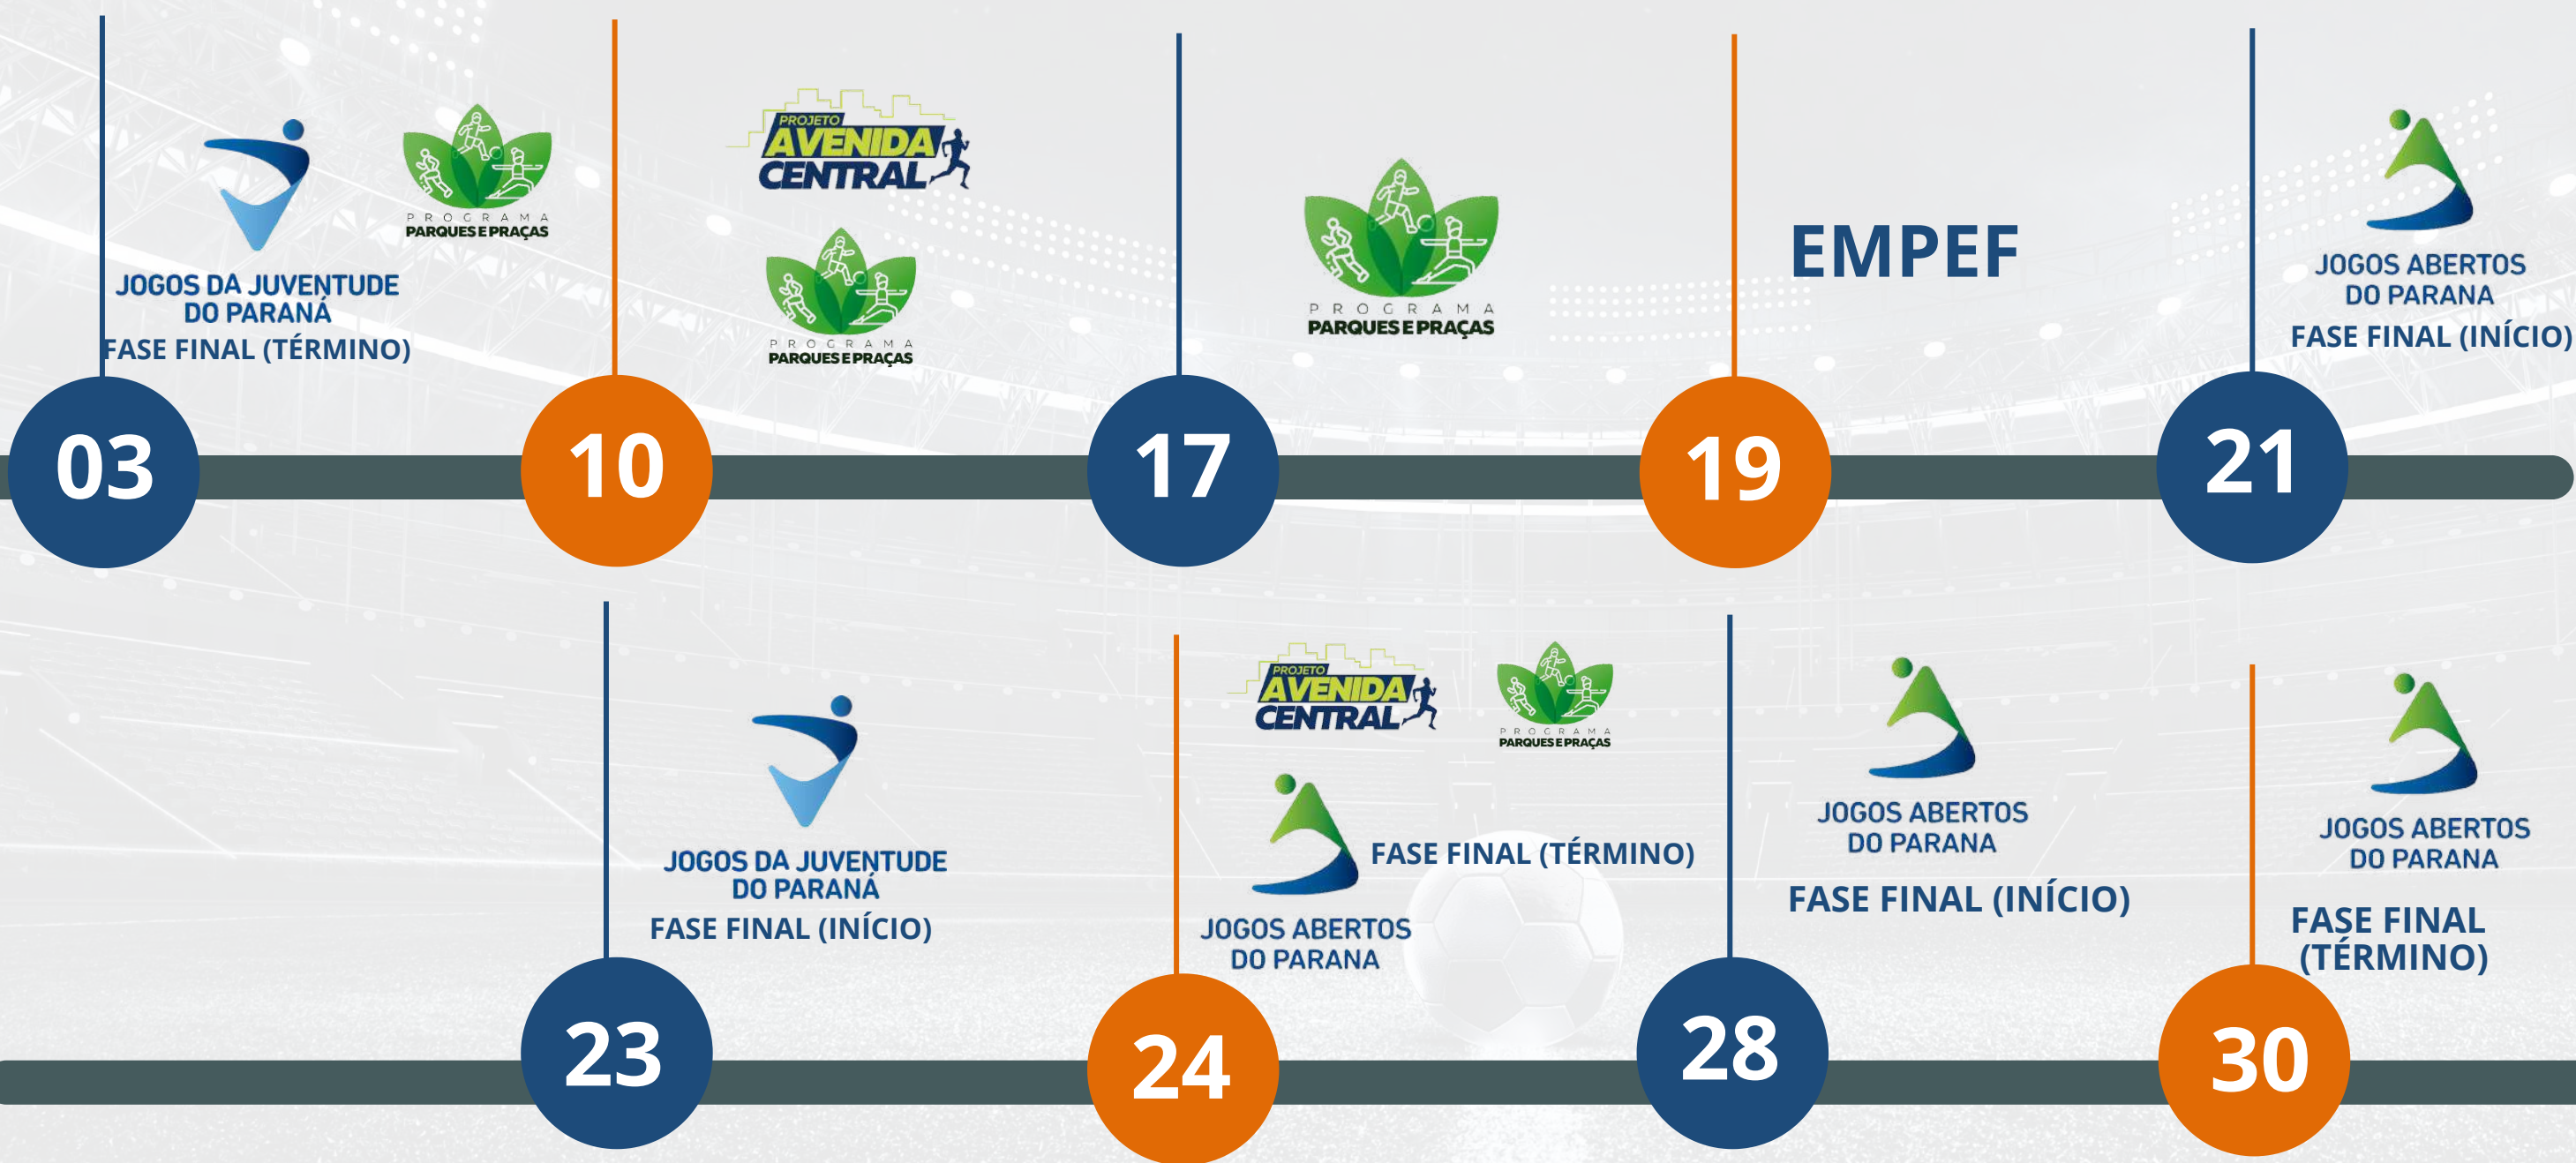 JOGOS DA JUVENTUDE
DO PARANÁ
FASE FINAL (TÉRMINO)
PROGRAMA
PARQUES E PRAÇAS
03
PROJETO
AVENIDA
CENTRAL
PROGRAMA
PARQUES E PRAÇAS
10
PROGRAMA
PARQUES E PRAÇAS
17
EMPEF
19
JOGOS ABERTOS
DO PARANA
FASE FINAL (INÍCIO)
21
JOGOS DA JUVENTUDE
DO PARANÁ
FASE FINAL (INÍCIO)
23
PROJETO
AVENIDA
CENTRAL
PROGRAMA
PARQUES E PRAÇAS
FASE FINAL (TÉRMINO)
JOGOS ABERTOS
DO PARANA
24
JOGOS ABERTOS
DO PARANA
FASE FINAL (INÍCIO)
28
JOGOS ABERTOS
DO PARANA
FASE FINAL
(TÉRMINO)
30